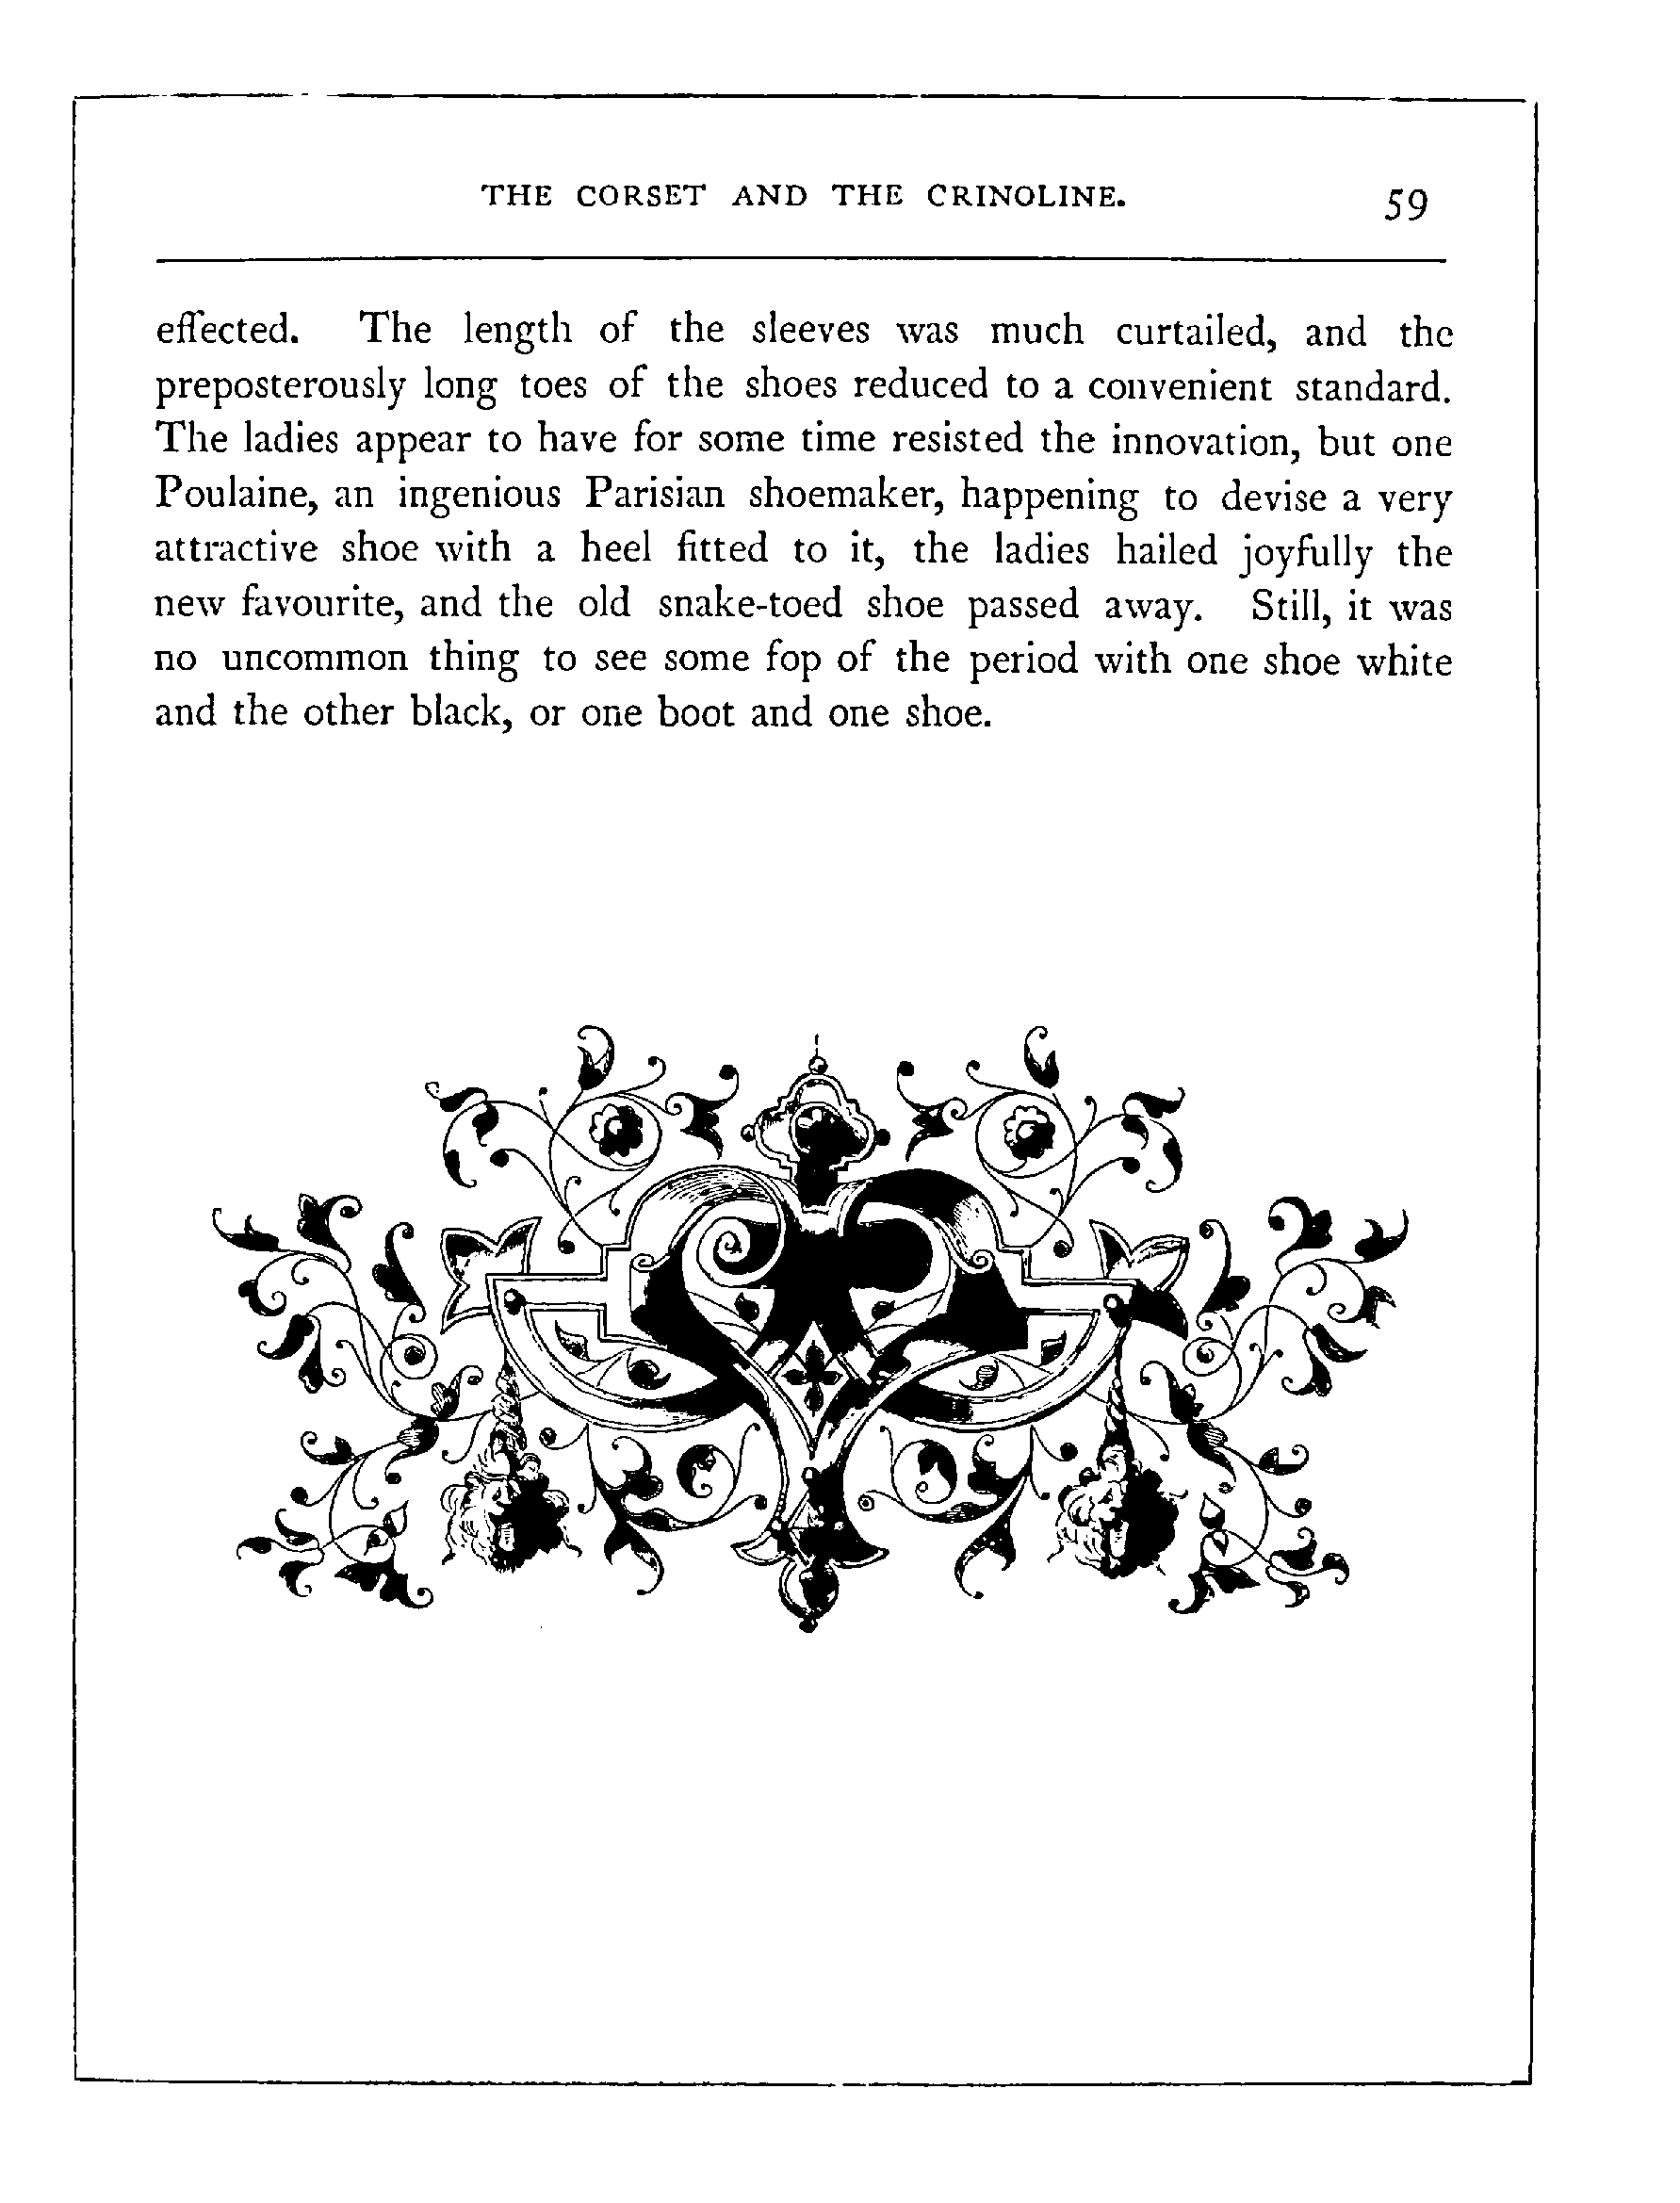 THE CORSET AND THE CRINOLINE. 59
effected. The length of the sleeves was much curtailed, and the
preposterously long toes of the shoes reduced to a convenient standard.
The ladies appear to have for some time resisted the innovation, but one
Poulaine, an ingenious Parisian shoemaker, happening to devise a very
attractive shoe with a heel fitted to it, the ladies hailed joyfully the
new favourite, and the old snake-toed shoe passed away. Still, it was
no uncommon thing to see some fop of the period with one shoe white
and the other black, or one boot and one shoe.